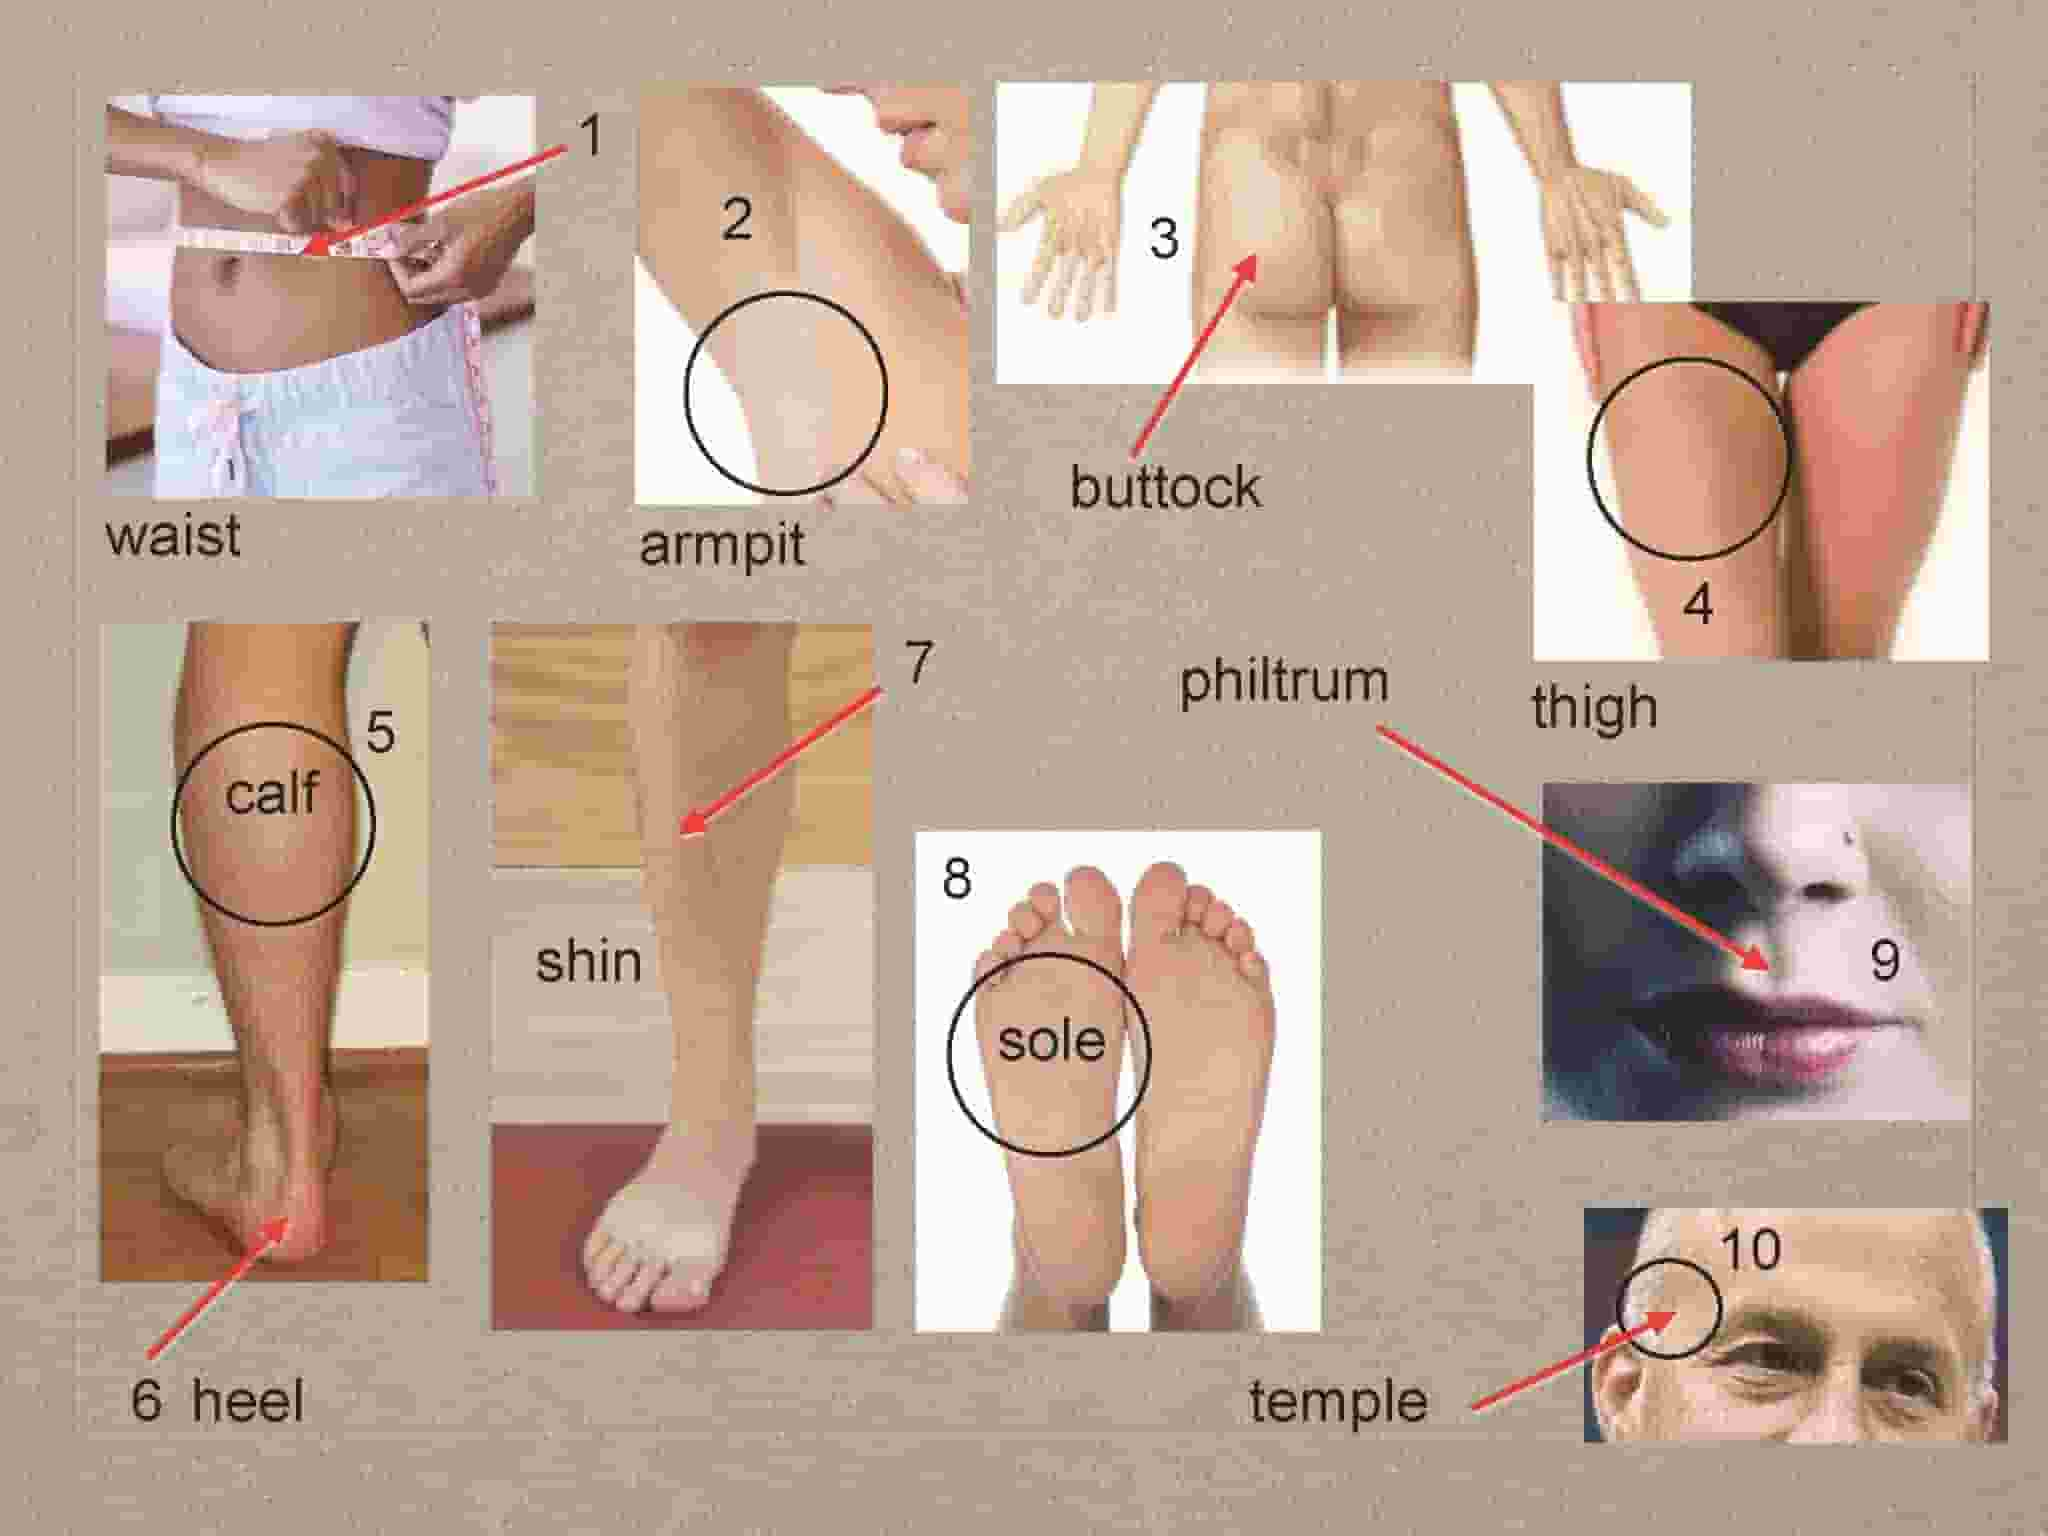 1
waist
2
armpit
3
buttock
4
thigh
5
calf
6 heel
7
shin
8
sole
philtrum
9
10
temple